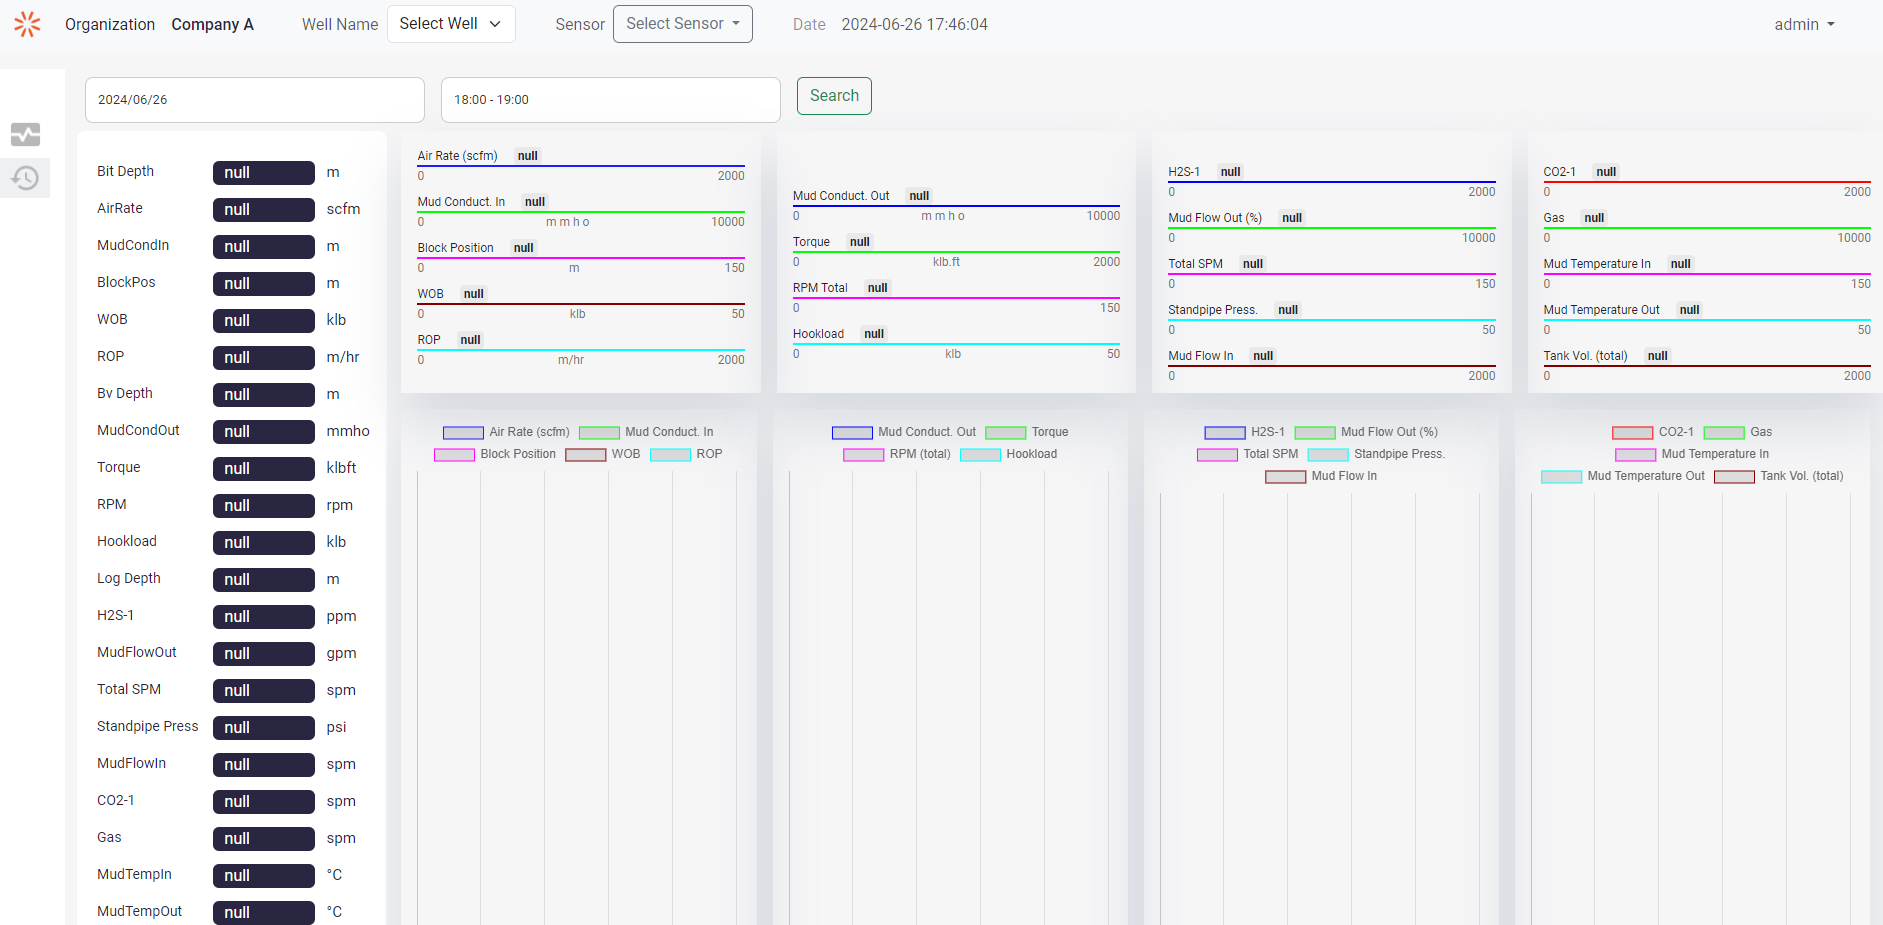 Organization Company A Well Name Select Well Sensor Select Sensor Date 2024-06-26 17:46:04 admin
2024/06/26 18:00 - 19:00 Search
Bit Depth null m
AirRate null scfm
MudCondIn null m
BlockPos null m
WOB null klb
ROP null m/hr
Bv Depth null m
MudCondOut null mmho
Torque null klbft
RPM null rpm
Hookload null klb
Log Depth null m
H2S-1 null ppm
MudFlowOut null gpm
Total SPM null spm
Standpipe Press null psi
MudFlowIn null spm
CO2-1 null spm
Gas null spm
MudTempIn null °C
MudTempOut null °C
Air Rate (scfm) null
0 2000
Mud Conduct. In null
0 m m h o 10000
Block Position null
0 m 150
WOB null
0 klb 50
ROP null
0 m/hr 2000
Mud Conduct. Out null
0 m m h o 10000
Torque null
0 klb.ft 2000
RPM Total null
0 150
Hookload null
0 klb 50
H2S-1 null
0 2000
Mud Flow Out (%) null
0 10000
Total SPM null
0 150
Standpipe Press. null
0 50
Mud Flow In null
0 2000
CO2-1 null
0 2000
Gas null
0 10000
Mud Temperature In null
0 150
Mud Temperature Out null
0 50
Tank Vol. (total) null
0 2000
Air Rate (scfm) Mud Conduct. In
Block Position WOB ROP
Mud Conduct. Out Torque
RPM (total) Hookload
H2S-1 Mud Flow Out (%)
Total SPM Standpipe Press.
Mud Flow In
CO2-1 Gas
Mud Temperature In
Mud Temperature Out Tank Vol. (total)